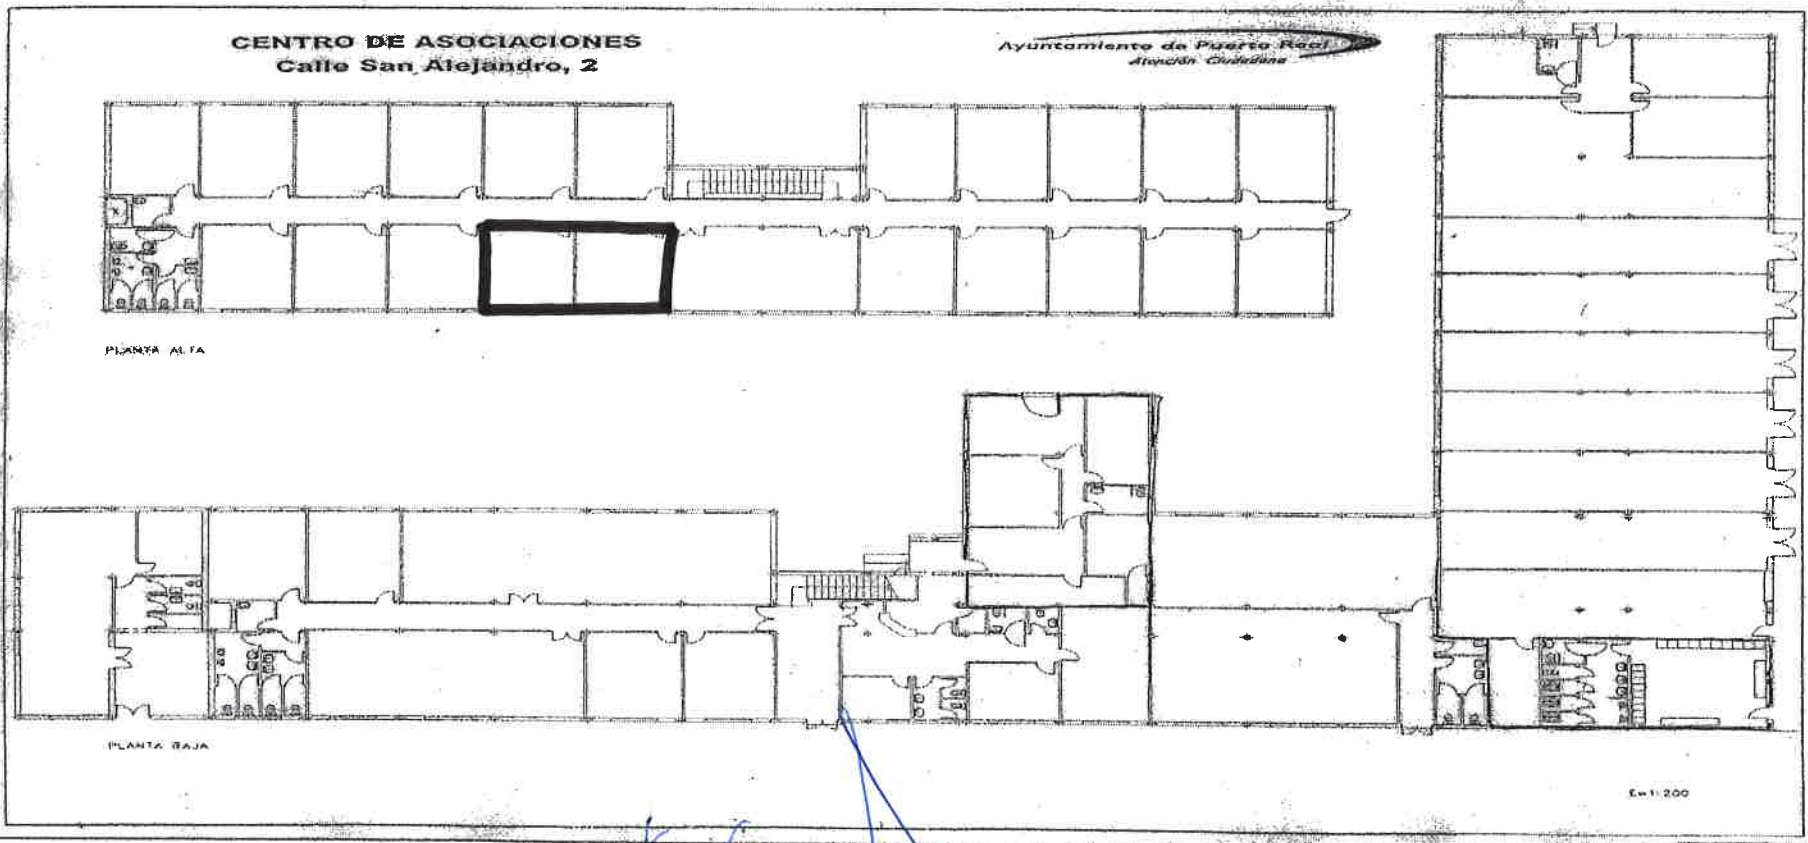 CENTRO DE ASOCIACIONES
Calle San Alejandro, 2
Ayuntamiento de Puerto Real
Atención Ciudadana
PLANTA ALTA
PLANTA BAJA
E=1:200